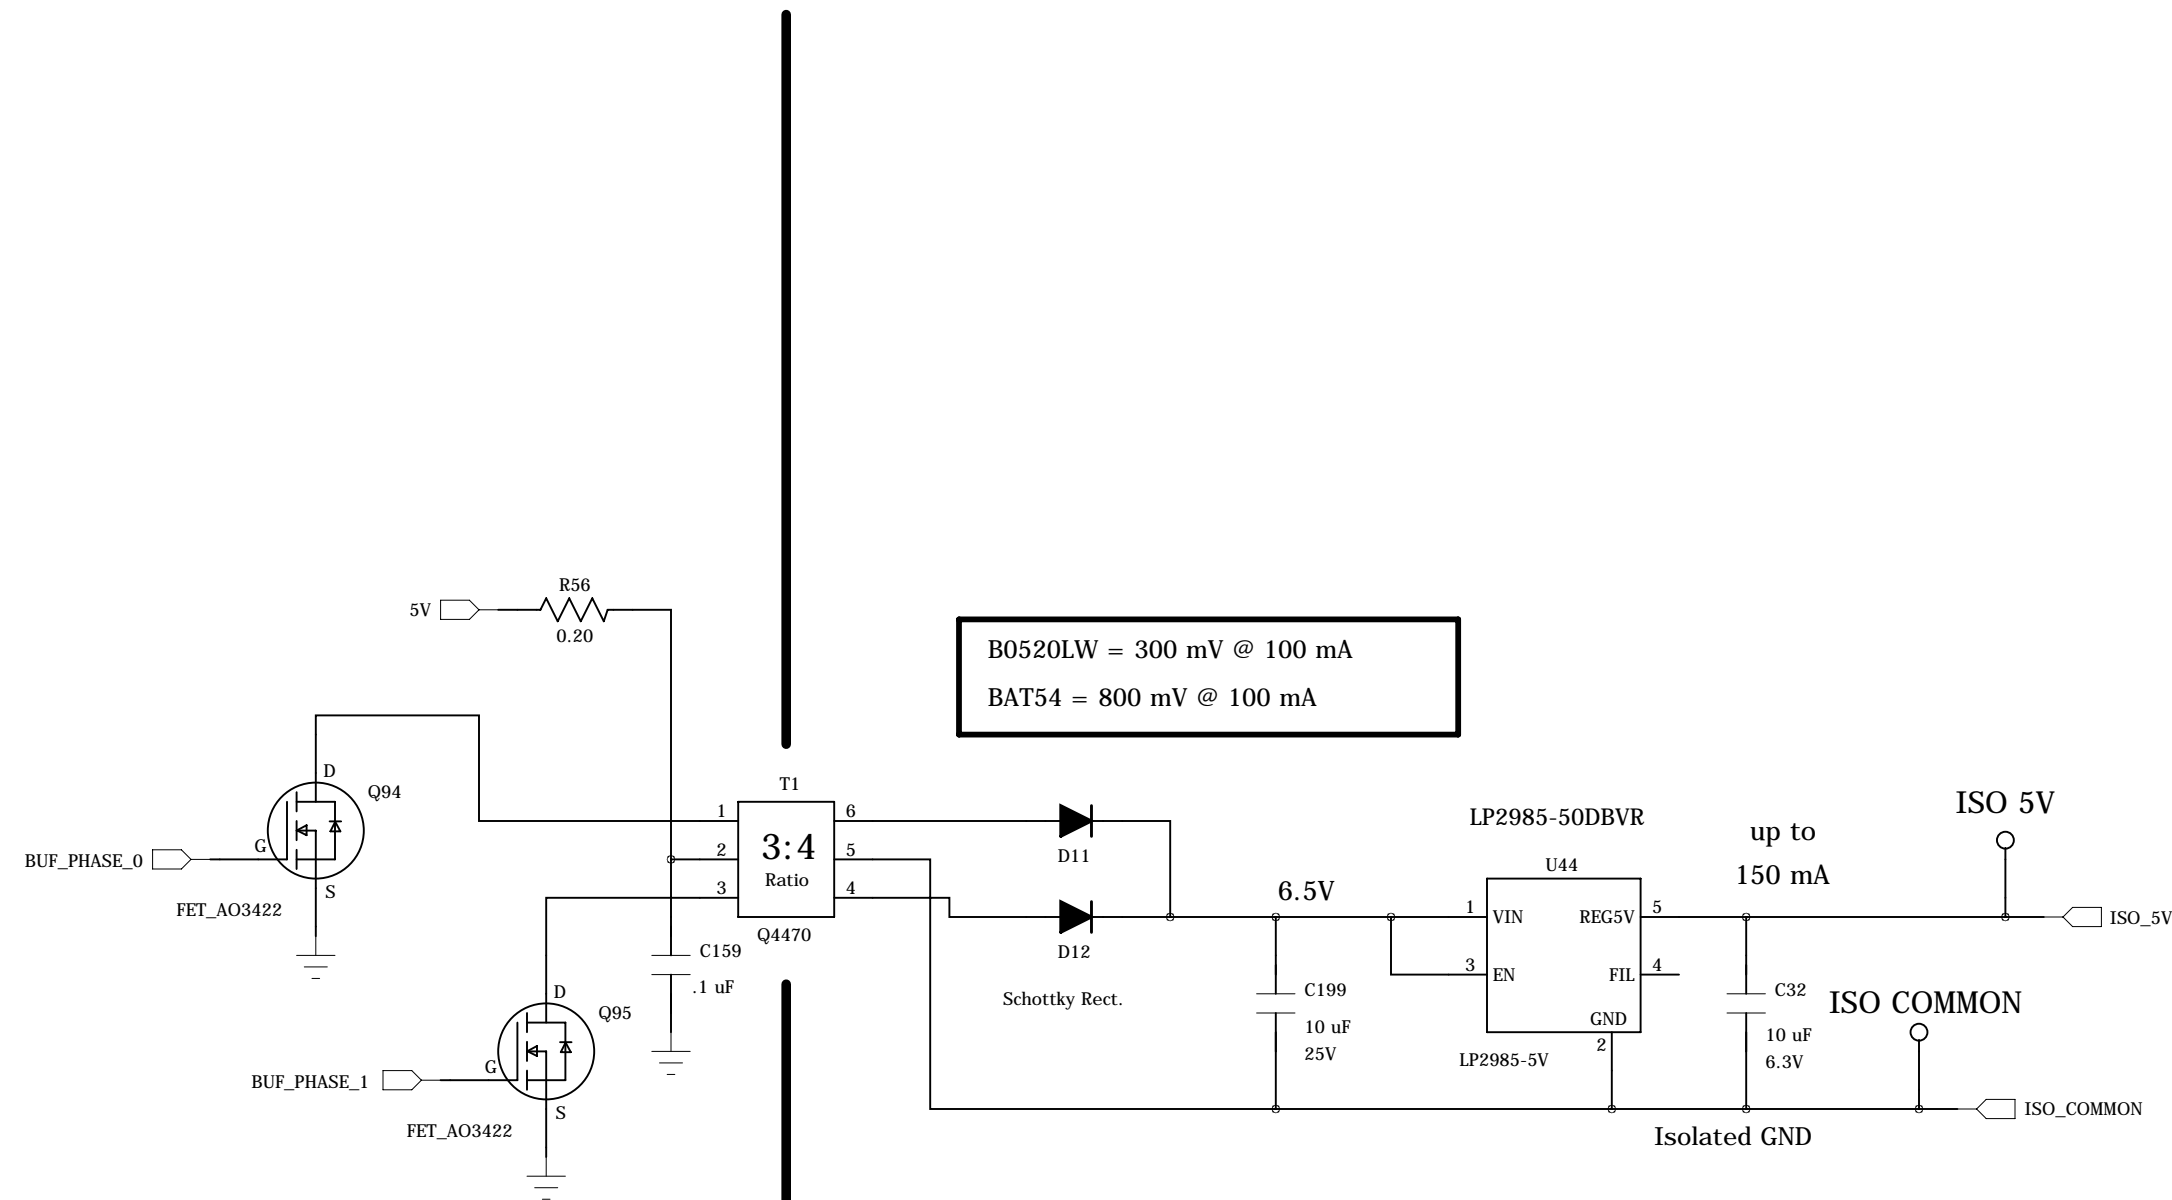 R56
5V
0.20
B0520LW = 300 mV @ 100 mA
BAT54 = 800 mV @ 100 mA
D
Q94
G
BUF_PHASE_0
S
FET_AO3422
T1
1
6
2
3:4
5
Ratio
3
4
Q4470
D11
D12
Schottky Rect.
C159
.1 uF
D
Q95
G
BUF_PHASE_1
S
FET_AO3422
6.5V
C199
10 uF
25V
LP2985-50DBVR
U44
1
VIN
REG5V
5
3
EN
FIL
4
GND
2
LP2985-5V
up to
150 mA
ISO 5V
ISO_5V
C32
10 uF
6.3V
ISO COMMON
ISO_COMMON
Isolated GND